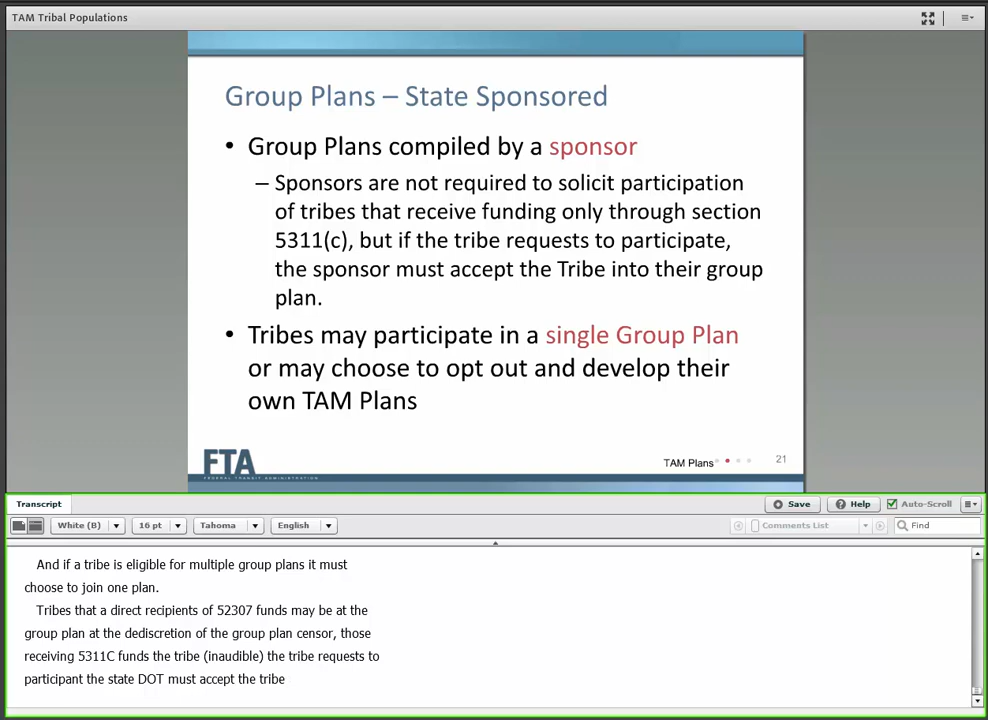 TAM Tribal Populations
Group Plans – State Sponsored
• Group Plans compiled by a sponsor
– Sponsors are not required to solicit participation
of tribes that receive funding only through section
5311(c), but if the tribe requests to participate,
the sponsor must accept the Tribe into their group
plan.
• Tribes may participate in a single Group Plan
or may choose to opt out and develop their
own TAM Plans
FTA
FEDERAL TRANSIT ADMINISTRATION
TAM Plans
21
Transcript
Save
Help
Auto-Scroll
White (B)
16 pt
Tahoma
English
Comments List
Find
And if a tribe is eligible for multiple group plans it must
choose to join one plan.
Tribes that a direct recipients of 52307 funds may be at the
group plan at the dediscretion of the group plan censor, those
receiving 5311C funds the tribe (inaudible) the tribe requests to
participant the state DOT must accept the tribe